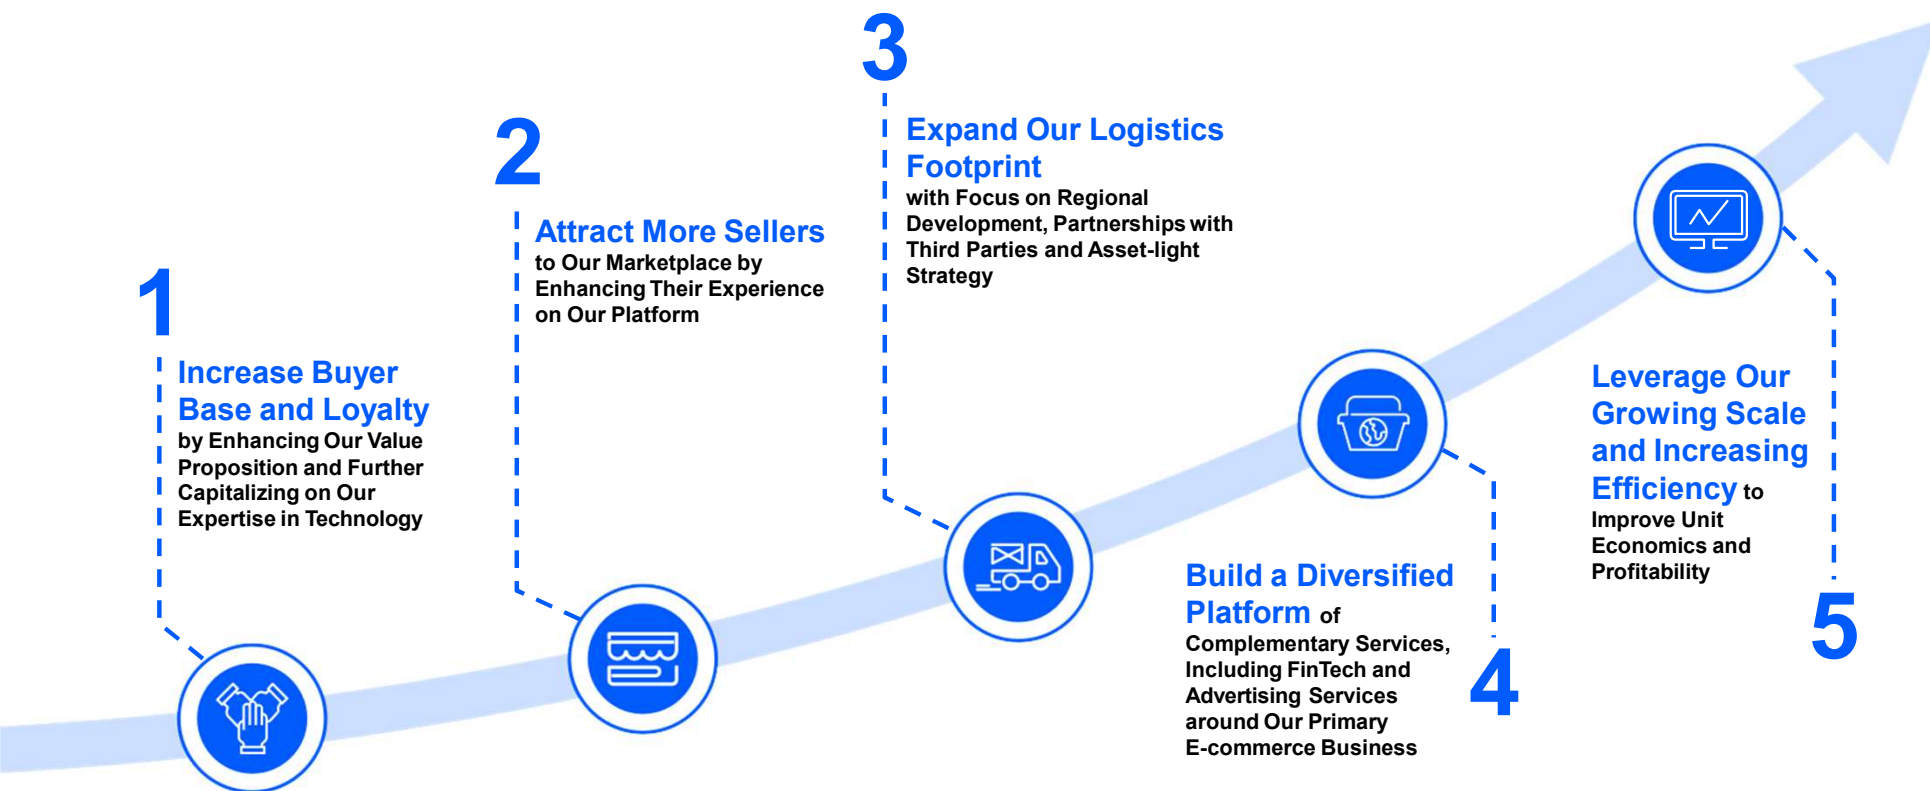 1
Increase Buyer
Base and Loyalty
by Enhancing Our Value
Proposition and Further
Capitalizing on Our
Expertise in Technology
2
Attract More Sellers
to Our Marketplace by
Enhancing Their Experience
on Our Platform
3
Expand Our Logistics
Footprint
with Focus on Regional
Development, Partnerships with
Third Parties and Asset-light
Strategy
Build a Diversified
Platform of
Complementary Services,
Including FinTech and
Advertising Services
around Our Primary
E-commerce Business
4
Leverage Our
Growing Scale
and Increasing
Efficiency to
Improve Unit
Economics and
Profitability
5